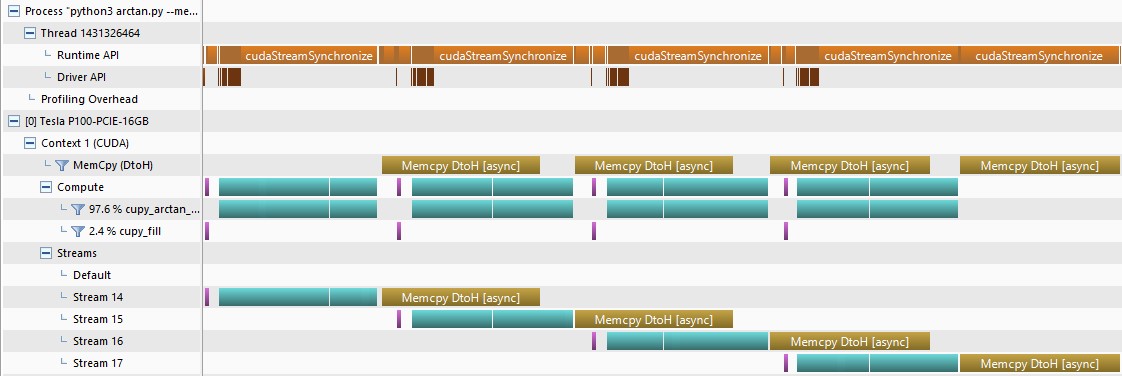 Process "python3 arctan.py --me...
Thread 1431326464
Runtime API cudaStreamSynchronize cudaStreamSynchronize cudaStreamSynchronize cudaStreamSynchronize cudaStreamSynchronize
Driver API
Profiling Overhead
[0] Tesla P100-PCIE-16GB
Context 1 (CUDA)
MemCpy (DtoH) Memcpy DtoH [async] Memcpy DtoH [async] Memcpy DtoH [async] Memcpy DtoH [async]
Compute
97.6 % cupy_arctan_...
2.4 % cupy_fill
Streams
Default
Stream 14 Memcpy DtoH [async]
Stream 15 Memcpy DtoH [async]
Stream 16 Memcpy DtoH [async]
Stream 17 Memcpy DtoH [async]